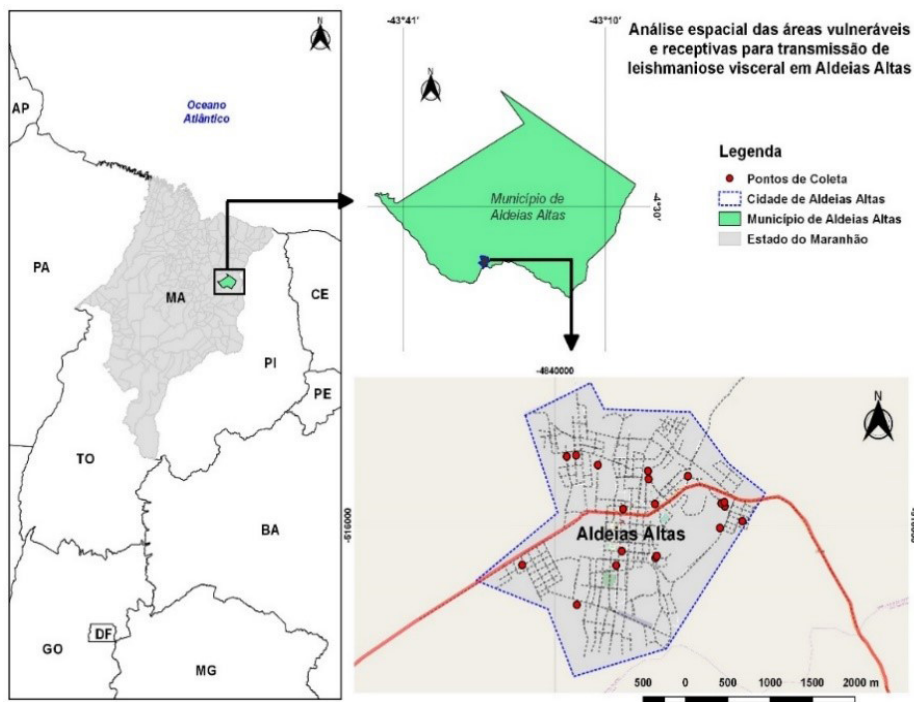 Análise espacial das áreas vulneráveis
e receptivas para transmissão de
leishmaniose visceral em Aldeias Altas
-43°41'
-43°10'
N
N
AP
Oceano
Atlântico
Legenda
Pontos de Coleta
Cidade de Aldeias Altas
Município de Aldeias Altas
Estado do Maranhão
Município de
Aldeias Altas
-4°30'
PA
MA
CE
PI
PE
TO
BA
GO
DF
MG
-4840000
N
-516000
Aldeias Altas
500 0 500 1000 1500 2000 m